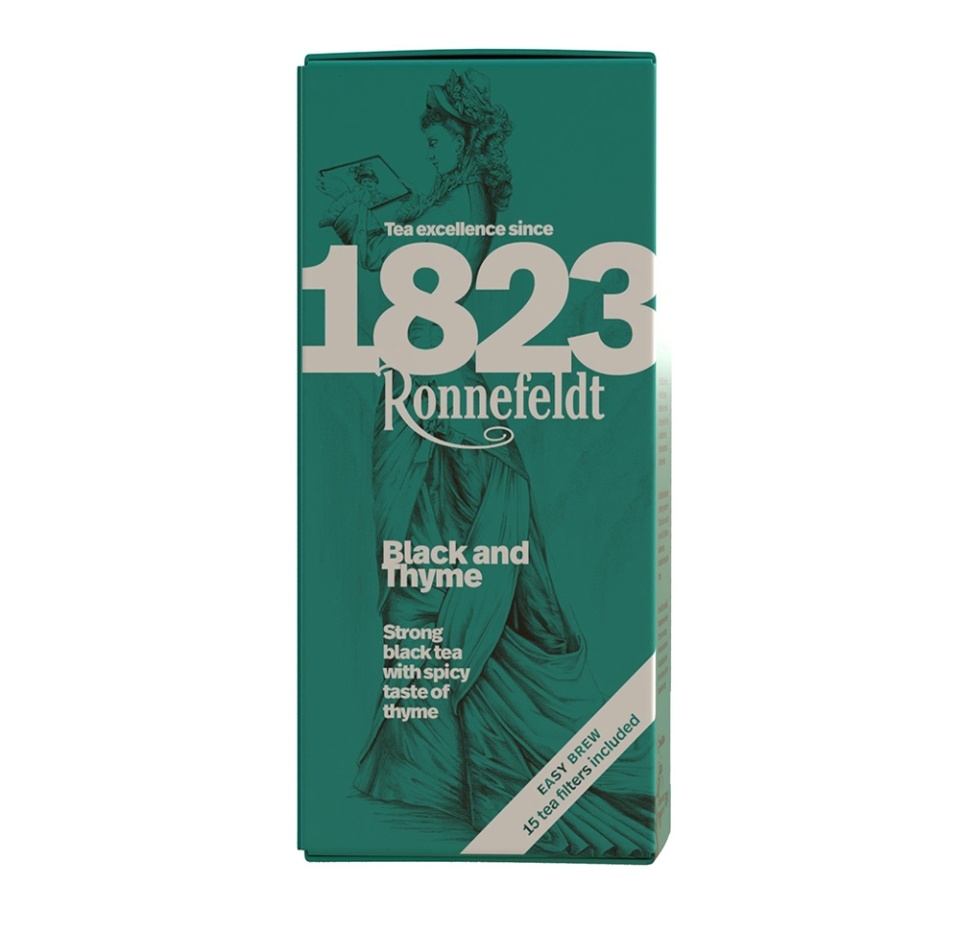 Tea excellence since
1823
Ronnefeldt
Black and
Thyme
Strong
black tea
with spicy
taste of
thyme
EASY BREW
15 tea filters included